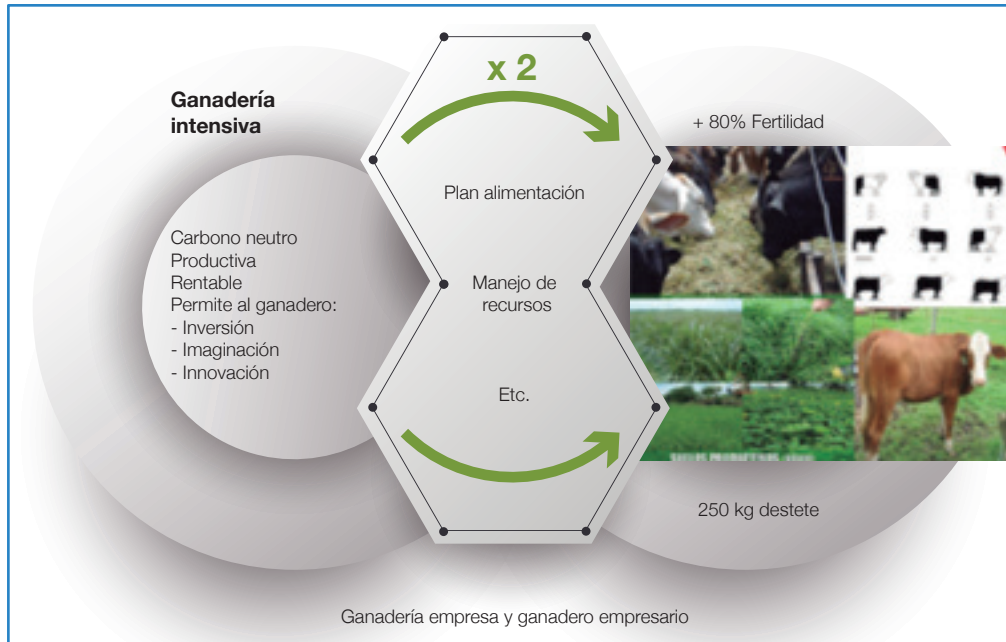 Ganadería
intensiva
Carbono neutro
Productiva
Rentable
Permite al ganadero:
- Inversión
- Imaginación
- Innovación
x 2
Plan alimentación
Manejo de
recursos
Etc.
+ 80% Fertilidad
250 kg destete
Ganadería empresa y ganadero empresario